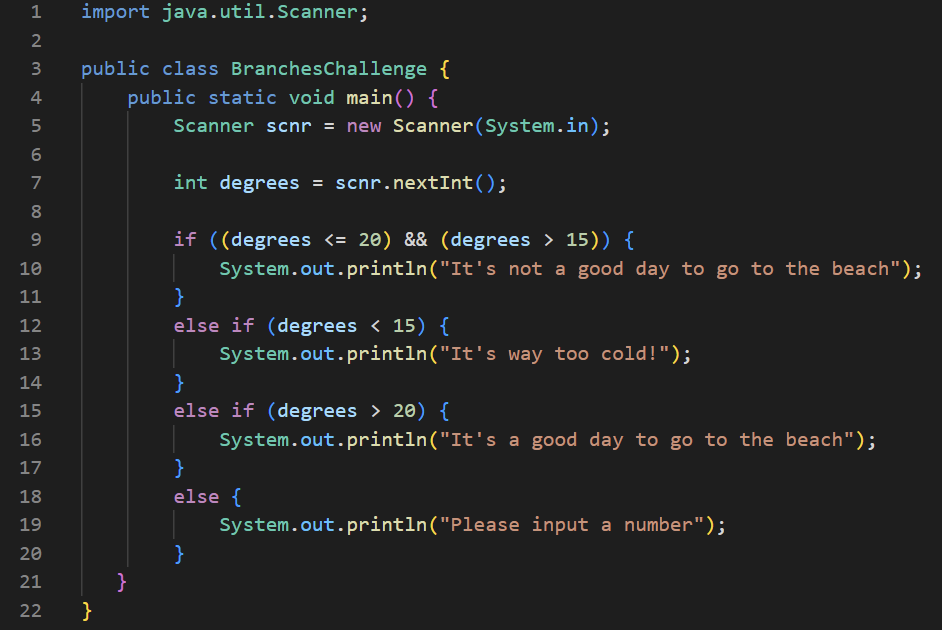 1 import java.util.Scanner;
2
3 public class BranchesChallenge {
4     public static void main() {
5         Scanner scnr = new Scanner(System.in);
6
7         int degrees = scnr.nextInt();
8
9         if ((degrees <= 20) && (degrees > 15)) {
10             System.out.println("It's not a good day to go to the beach");
11         }
12         else if (degrees < 15) {
13             System.out.println("It's way too cold!");
14         }
15         else if (degrees > 20) {
16             System.out.println("It's a good day to go to the beach");
17         }
18         else {
19             System.out.println("Please input a number");
20         }
21    }
22 }